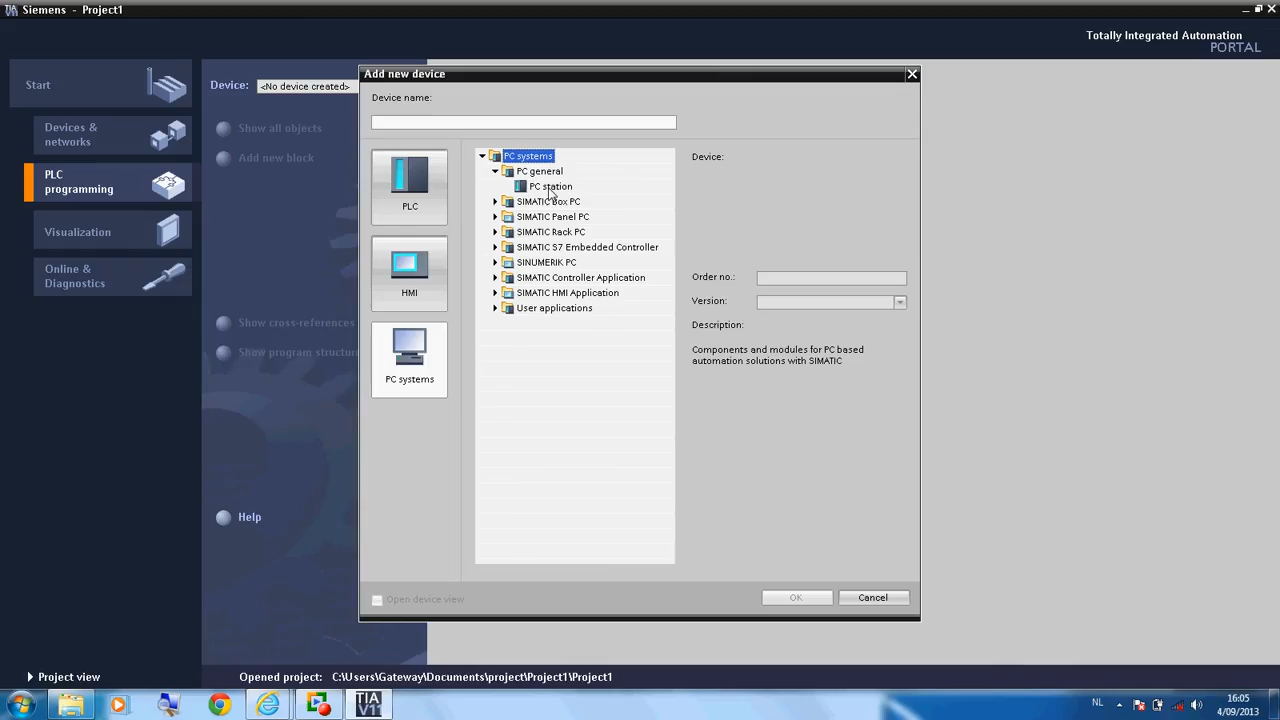 Siemens - Project1
Totally Integrated Automation
PORTAL
Start
Devices &
networks
PLC
programming
Visualization
Online &
Diagnostics
Project view
Device:
<No device created>
Show all objects
Add new block
Show cross-references
Show program structure
Help
Add new device
Device name:
PLC
HMI
PC systems
PC systems
PC general
PC station
SIMATIC Box PC
SIMATIC Panel PC
SIMATIC Rack PC
SIMATIC S7 Embedded Controller
SINUMERIK PC
SIMATIC Controller Application
SIMATIC HMI Application
User applications
Device:
Order no.:
Version:
Description:
Components and modules for PC based
automation solutions with SIMATIC
Open device view
OK
Cancel
Opened project: C:\Users\Gateway\Documents\project\Project1\Project1
TIA
V11
NL
16:05
4/09/2013